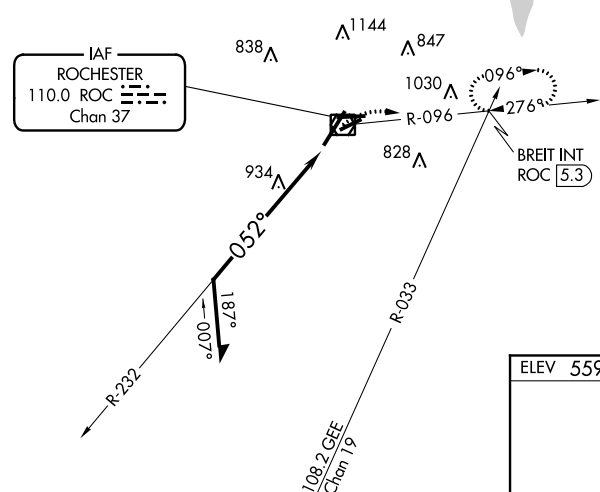 IAF
ROCHESTER
110.0 ROC
Chan 37
838
1144
847
1030
096°
276°
R-096
BREIT INT
ROC 5.3
828
934
052°
187°
007°
R-033
R-232
108.2 GEE
Chan 19
ELEV 559